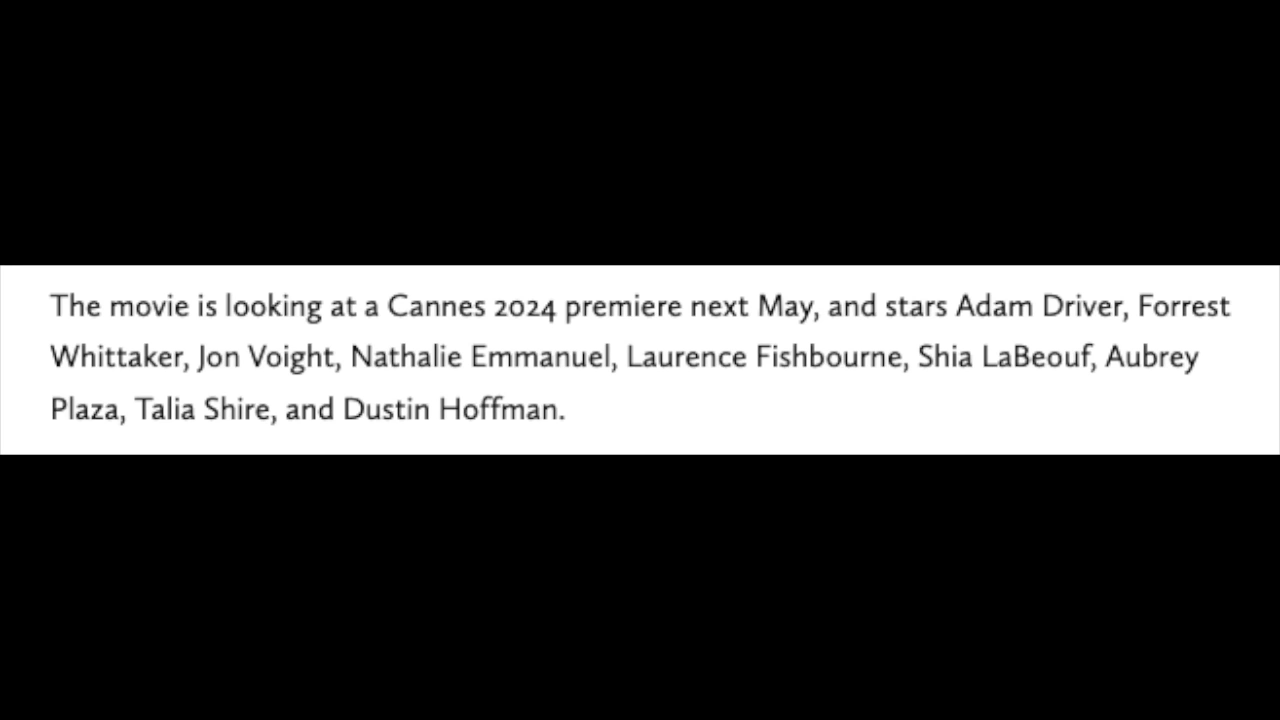 The movie is looking at a Cannes 2024 premiere next May, and stars Adam Driver, Forrest
Whittaker, Jon Voight, Nathalie Emmanuel, Laurence Fishbourne, Shia LaBeouf, Aubrey
Plaza, Talia Shire, and Dustin Hoffman.